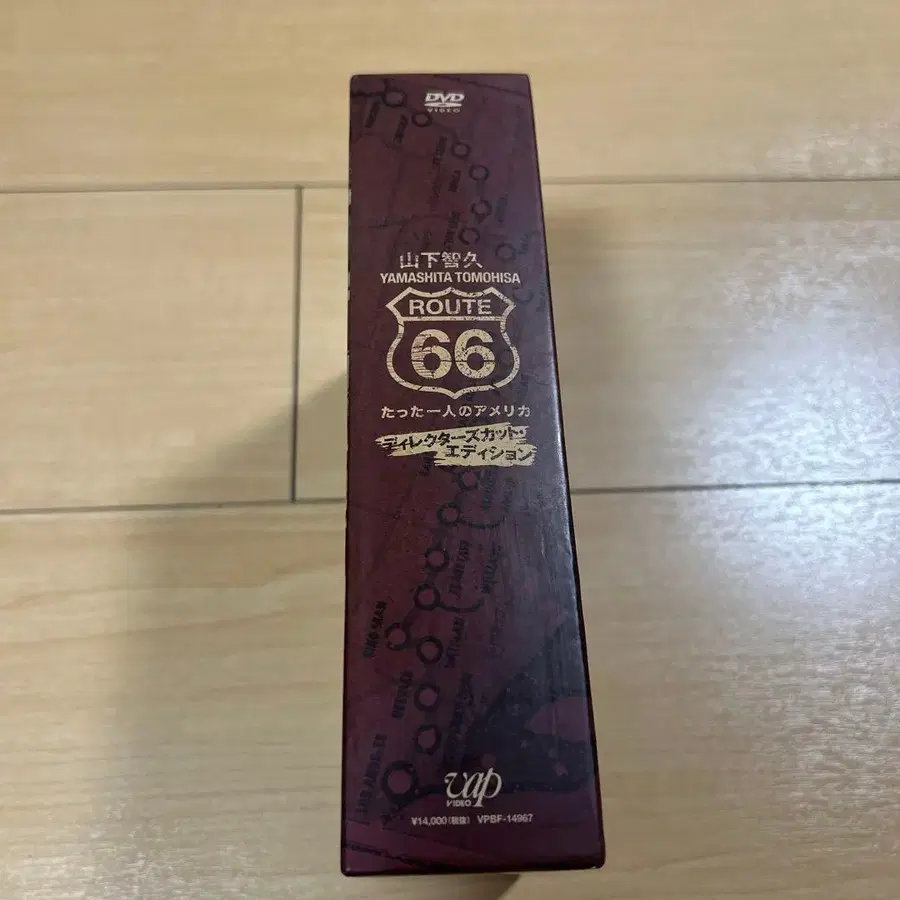 DVD
VIDEO
山下智久
YAMASHITA TOMOHISA
ROUTE
66
たった一人のアメリカ
ディレクターズカット・
エディション
KINGMAN
NEEDLES
vap
VIDEO
¥14,000(税抜) VPBF-14967